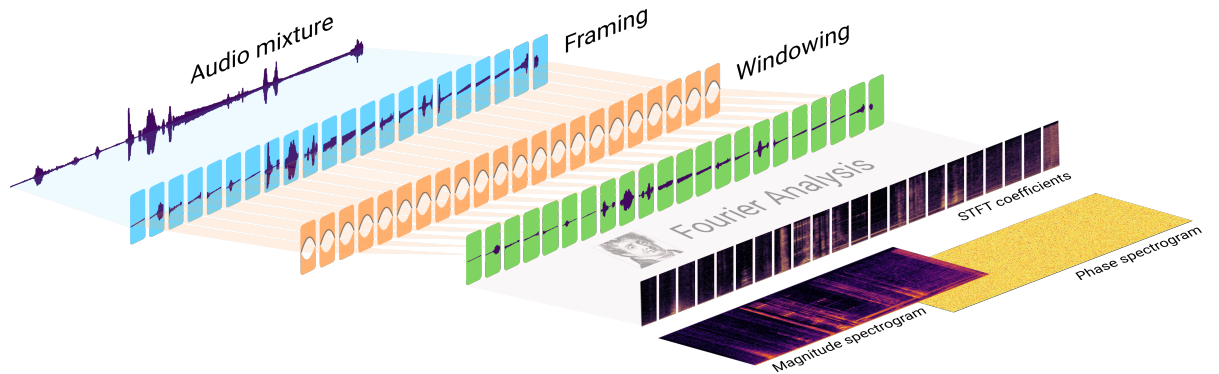 Audio mixture
Framing
Windowing
Fourier Analysis
STFT coefficients
Magnitude spectrogram
Phase spectrogram